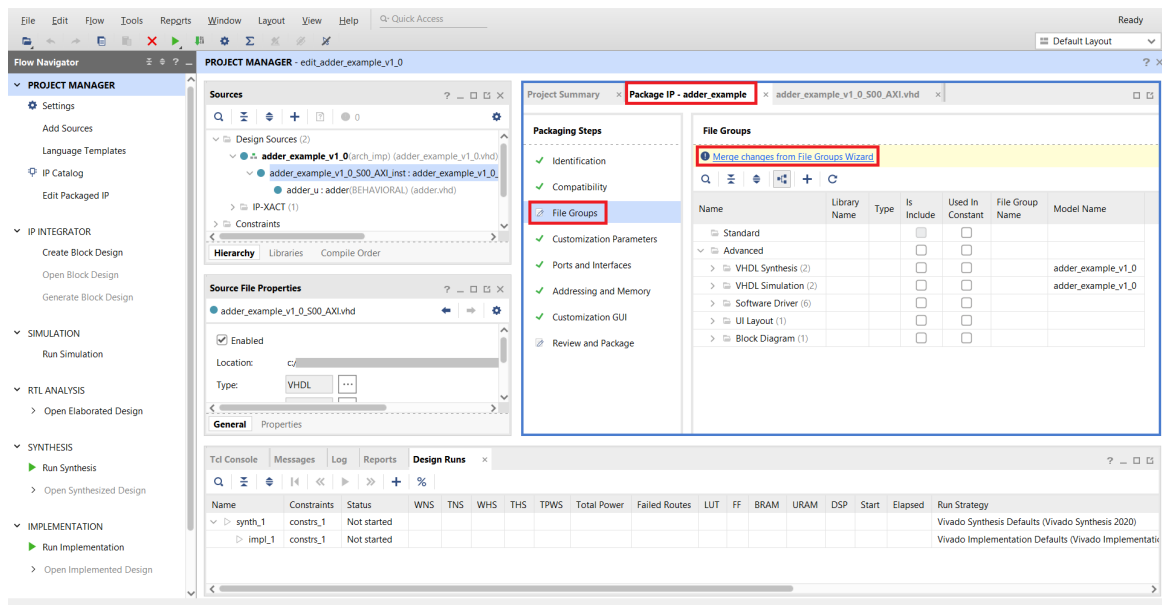 File Edit Flow Tools Reports Window Layout View Help Q- Quick Access Ready
0 Default Layout
Flow Navigator ? PROJECT MANAGER - edit_adder_example_v1_0 ?
PROJECT MANAGER
Settings
Add Sources
Language Templates
IP Catalog
Edit Packaged IP
IP INTEGRATOR
Create Block Design
Open Block Design
Generate Block Design
SIMULATION
Run Simulation
RTL ANALYSIS
Open Elaborated Design
SYNTHESIS
Run Synthesis
Open Synthesized Design
IMPLEMENTATION
Run Implementation
Open Implemented Design
Sources ?
0
Design Sources (2)
adder_example_v1_0(arch_imp) (adder_example_v1_0.vhd)
adder_example_v1_0_S00_AXI_inst : adder_example_v1_0_
adder_u : adder(BEHAVIORAL) (adder.vhd)
IP-XACT (1)
Constraints
Hierarchy Libraries Compile Order
Source File Properties ?
adder_example_v1_0_S00_AXI.vhd
Enabled
Location: c:/
Type: VHDL ...
General Properties
Project Summary Package IP - adder_example adder_example_v1_0_S00_AXI.vhd
Packaging Steps
Identification
Compatibility
File Groups
Customization Parameters
Ports and Interfaces
Addressing and Memory
Customization GUI
Review and Package
File Groups
Merge changes from File Groups Wizard
Name Library Name Type Is Include Used In Constant File Group Name Model Name
Standard
Advanced
VHDL Synthesis (2) adder_example_v1_0
VHDL Simulation (2) adder_example_v1_0
Software Driver (6)
UI Layout (1)
Block Diagram (1)
Tcl Console Messages Log Reports Design Runs ?
Name Constraints Status WNS TNS WHS THS TPWS Total Power Failed Routes LUT FF BRAM URAM DSP Start Elapsed Run Strategy
synth_1 constrs_1 Not started Vivado Synthesis Defaults (Vivado Synthesis 2020)
impl_1 constrs_1 Not started Vivado Implementation Defaults (Vivado Implementatio